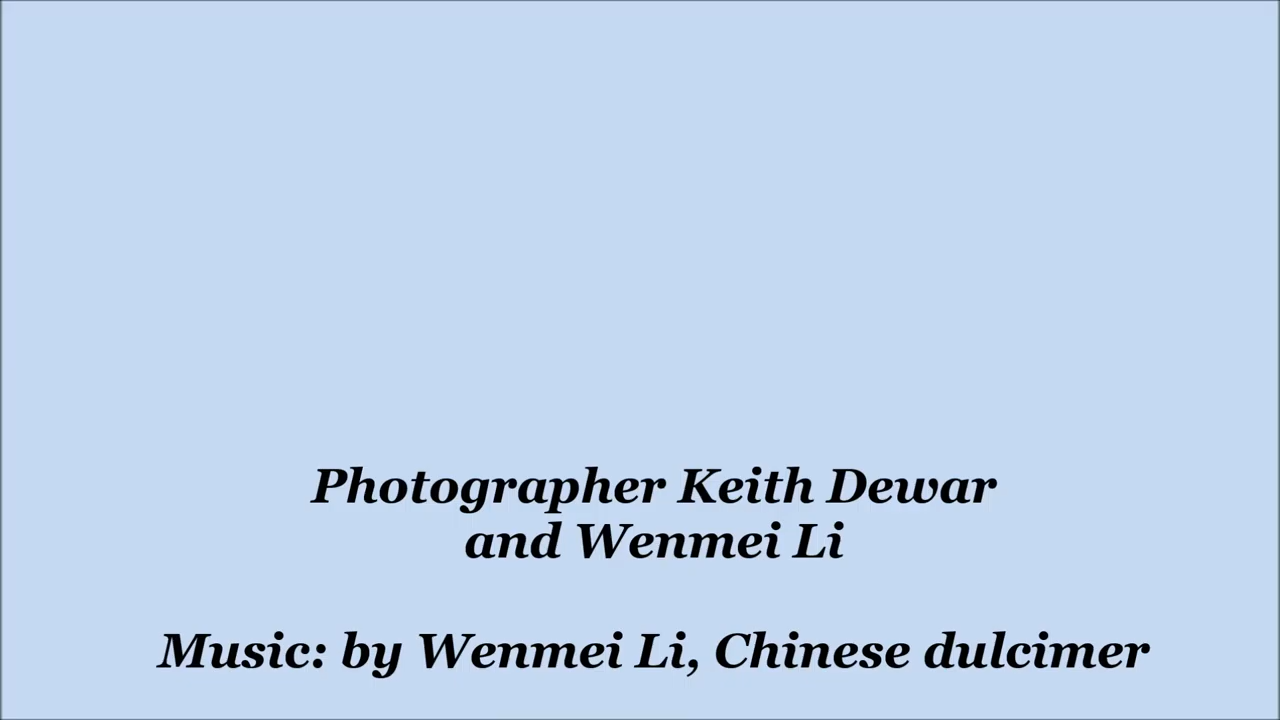 Photographer Keith Dewar
and Wenmei Li
Music: by Wenmei Li, Chinese dulcimer